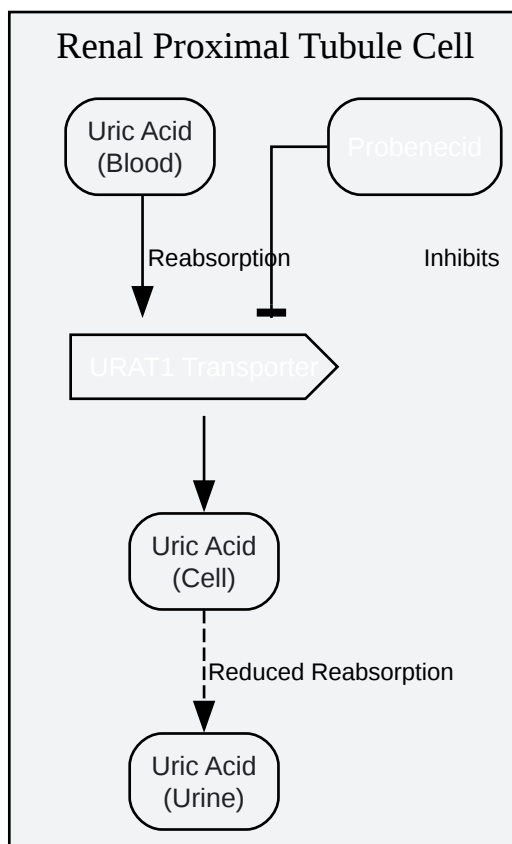 Renal Proximal Tubule Cell
Uric Acid
(Blood)
Probenecid
Reabsorption
Inhibits
URAT1 Transporter
Uric Acid
(Cell)
Reduced Reabsorption
Uric Acid
(Urine)